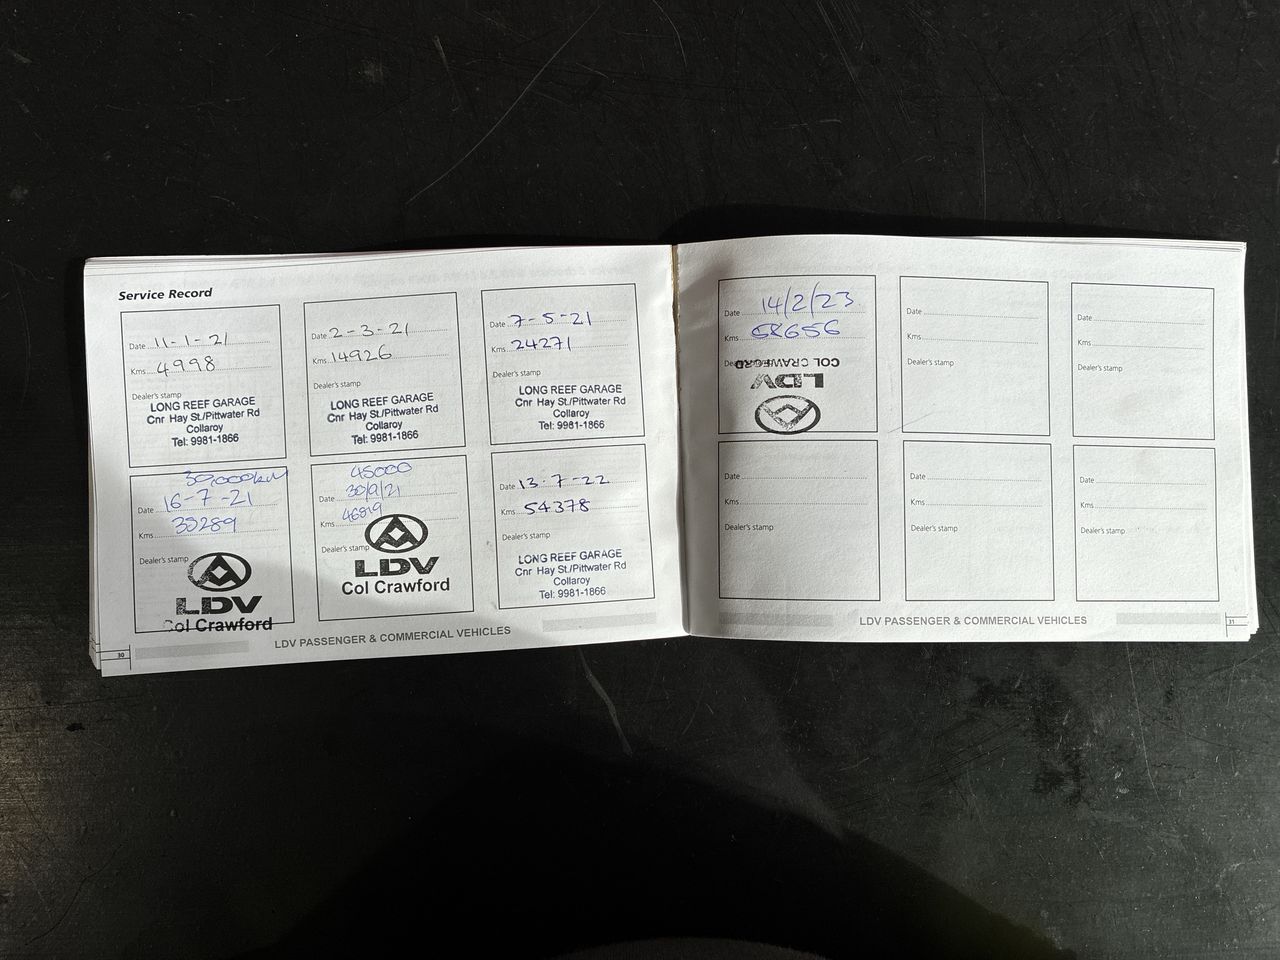 Service Record
Date 11-1-21
Kms 4998
Dealer's stamp
LONG REEF GARAGE
Cnr Hay St./Pittwater Rd
Collaroy
Tel: 9981-1866
Date 2-3-21
Kms 14926
Dealer's stamp
LONG REEF GARAGE
Cnr Hay St./Pittwater Rd
Collaroy
Tel: 9981-1866
Date 7-5-21
Kms 24271
Dealer's stamp
LONG REEF GARAGE
Cnr Hay St./Pittwater Rd
Collaroy
Tel: 9981-1866
30,000km
Date 16-7-21
Kms 35289
Dealer's stamp
LDV
Col Crawford
45000
Date 30/9/21
Kms 46819
Dealer's stamp
LDV
Col Crawford
Date 13-7-22
Kms 54378
Dealer's stamp
LONG REEF GARAGE
Cnr Hay St./Pittwater Rd
Collaroy
Tel: 9981-1866
LDV PASSENGER & COMMERCIAL VEHICLES
30
Date 14/2/23
Kms 68656
COL CRAWFORD
LDV
Date
Kms
Dealer's stamp
Date
Kms
Dealer's stamp
Date
Kms
Dealer's stamp
Date
Kms
Dealer's stamp
Date
Kms
Dealer's stamp
LDV PASSENGER & COMMERCIAL VEHICLES
31